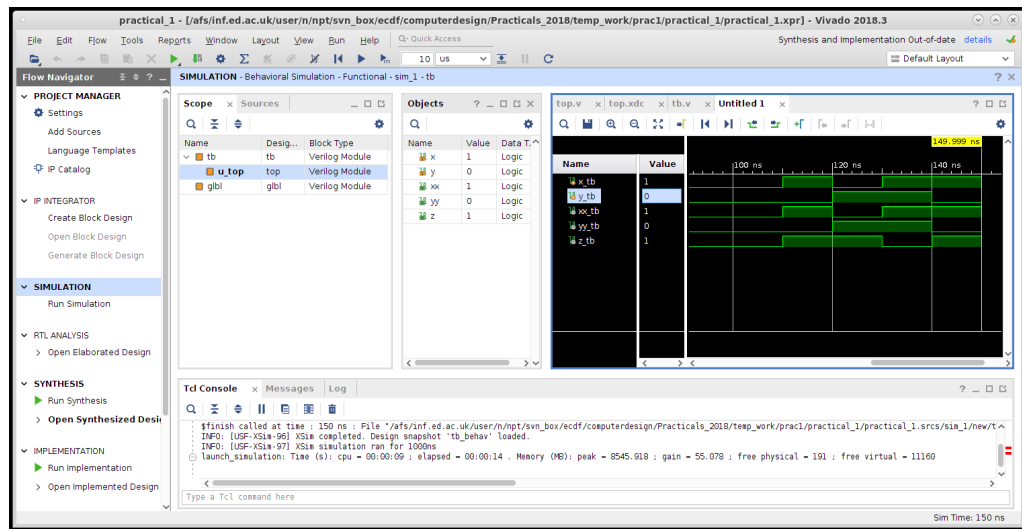 practical_1 - [/afs/inf.ed.ac.uk/user/n/npt/svn_box/ecdf/computerdesign/Practicals_2018/temp_work/prac1/practical_1/practical_1.xpr] - Vivado 2018.3
File Edit Flow Tools Reports Window Layout View Run Help Q- Quick Access Synthesis and Implementation Out-of-date details
10 us Default Layout
Flow Navigator ? SIMULATION - Behavioral Simulation - Functional - sim_1 - tb ?
PROJECT MANAGER
Settings
Add Sources
Language Templates
IP Catalog
IP INTEGRATOR
Create Block Design
Open Block Design
Generate Block Design
SIMULATION
Run Simulation
RTL ANALYSIS
Open Elaborated Design
SYNTHESIS
Run Synthesis
Open Synthesized Desi
IMPLEMENTATION
Run Implementation
Open Implemented Design
Scope Sources
Name Desig... Block Type
tb tb Verilog Module
u_top top Verilog Module
glbl glbl Verilog Module
Objects ?
Name Value Data T.
x 1 Logic
y 0 Logic
xx 1 Logic
yy 0 Logic
z 1 Logic
top.v top.xdc tb.v Untitled 1 ?
149.999 ns
Name Value 100 ns 120 ns 140 ns
x_tb 1
y_tb 0
xx_tb 1
yy_tb 0
z_tb 1
Tcl Console Messages Log ?
$finish called at time : 150 ns : File "/afs/inf.ed.ac.uk/user/n/npt/svn_box/ecdf/computerdesign/Practicals_2018/temp_work/prac1/practical_1/practical_1.srcs/sim_1/new/t
INFO: [USF-XSim-96] XSim completed. Design snapshot 'tb_behav' loaded.
INFO: [USF-XSim-97] XSim simulation ran for 1000ns
launch_simulation: Time (s): cpu = 00:00:09 ; elapsed = 00:00:14 . Memory (MB): peak = 8545.918 ; gain = 55.078 ; free physical = 191 ; free virtual = 11160
Type a Tcl command here
Sim Time: 150 ns